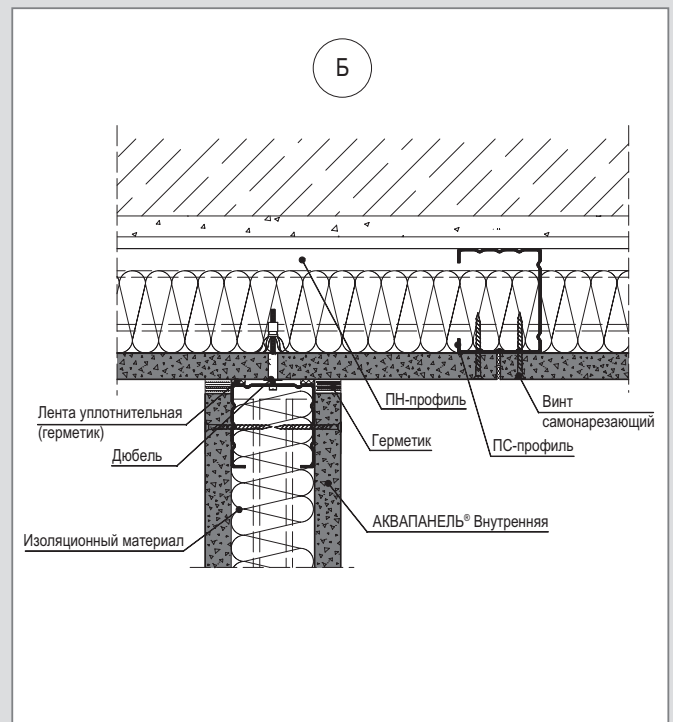 Б
Лента уплотнительная
(герметик)
Дюбель
Изоляционный материал
ПН-профиль
Герметик
Винт
самонарезающий
ПС-профиль
АКВАПАНЕЛЬ® Внутренняя